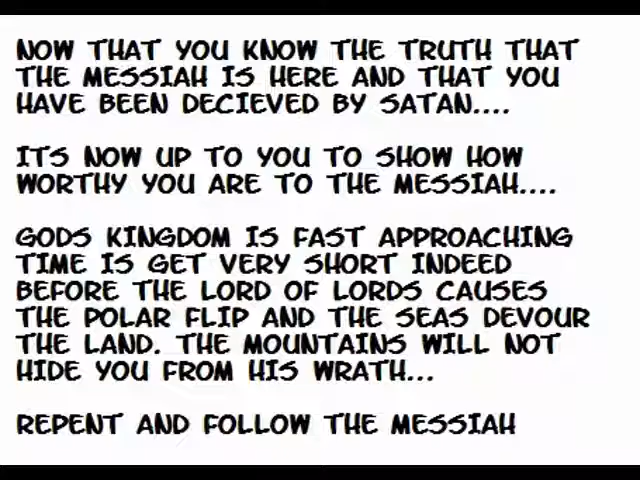 NOW THAT YOU KNOW THE TRUTH THAT
THE MESSIAH IS HERE AND THAT YOU
HAVE BEEN DECIEVED BY SATAN....
ITS NOW UP TO YOU TO SHOW HOW
WORTHY YOU ARE TO THE MESSIAH....
GODS KINGDOM IS FAST APPROACHING
TIME IS GET VERY SHORT INDEED
BEFORE THE LORD OF LORDS CAUSES
THE POLAR FLIP AND THE SEAS DEVOUR
THE LAND. THE MOUNTAINS WILL NOT
HIDE YOU FROM HIS WRATH...
REPENT AND FOLLOW THE MESSIAH